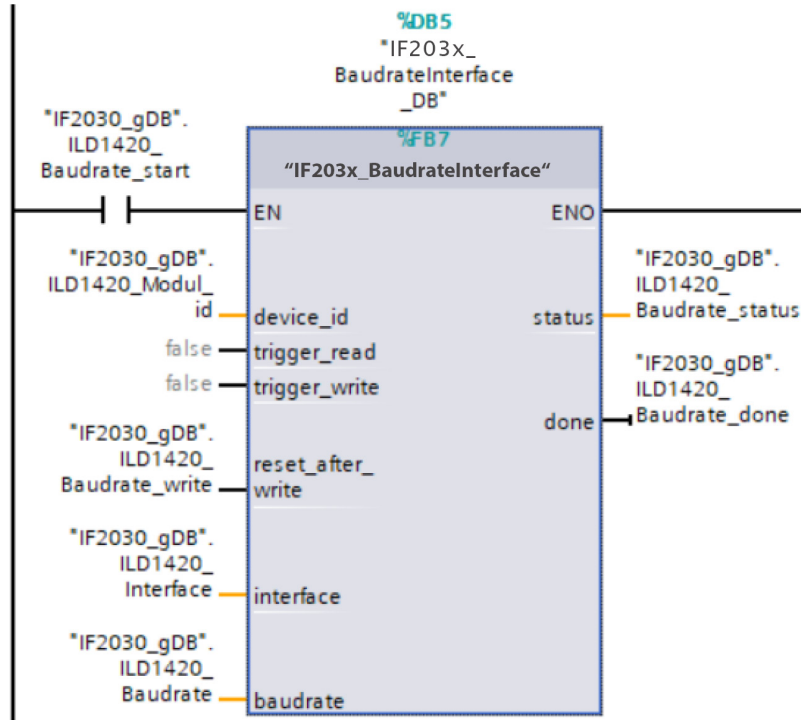 %DB5
"IF203x_
BaudrateInterface
_DB"
"IF2030_gDB".
ILD1420_
Baudrate_start
%FB7
“IF203x_BaudrateInterface“
EN
ENO
"IF2030_gDB".
ILD1420_Modul_
id
device_id
"IF2030_gDB".
ILD1420_
Baudrate_status
status
false
trigger_read
false
trigger_write
"IF2030_gDB".
ILD1420_
Baudrate_done
done
"IF2030_gDB".
ILD1420_
Baudrate_write
reset_after_
write
"IF2030_gDB".
ILD1420_
Interface
interface
"IF2030_gDB".
ILD1420_
Baudrate
baudrate